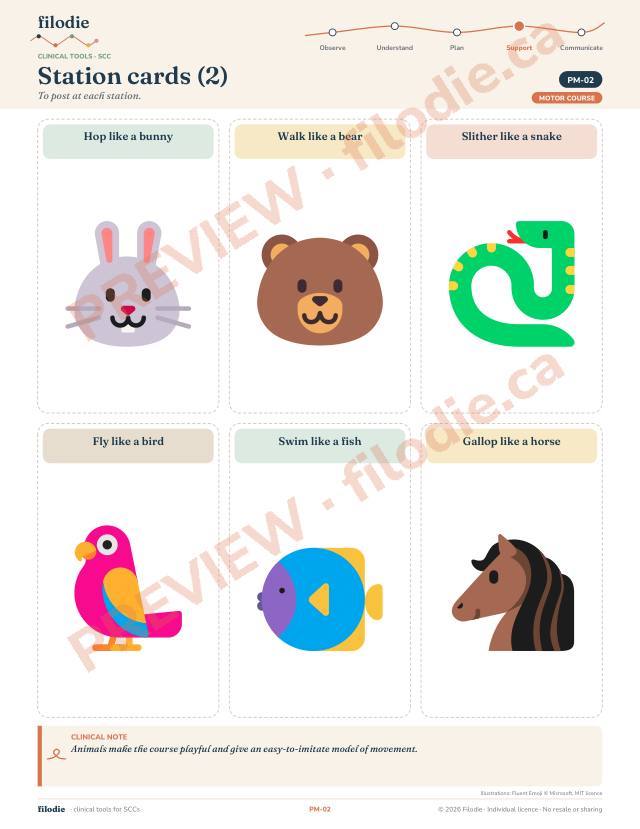 filodie
Observe Understand Plan Support Communicate
CLINICAL TOOLS · SCC
Station cards (2)
PM-02
To post at each station.
MOTOR COURSE
Hop like a bunny
Walk like a bear
Slither like a snake
PREVIEW · filodie.ca
Fly like a bird
Swim like a fish
Gallop like a horse
PREVIEW · filodie.ca
CLINICAL NOTE
Animals make the course playful and give an easy-to-imitate model of movement.
Illustrations: Fluent Emoji © Microsoft, MIT licence
filodie · clinical tools for SCCs
PM-02
© 2026 Filodie · Individual licence · No resale or sharing